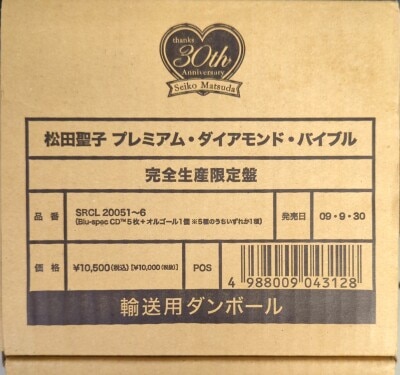 thanks
30th
Anniversary
Seiko Matsuda
松田聖子 プレミアム・ダイアモンド・バイブル
完全生産限定盤
品 番
SRCL 20051〜6
(Blu-spec CD™5枚+オルゴール1個 ※5種のうちいずれか1個)
発売日
09・9・30
価 格
¥10,500(税込) [¥10,000(税抜)]
POS
4 988009 043128
輸送用ダンボール